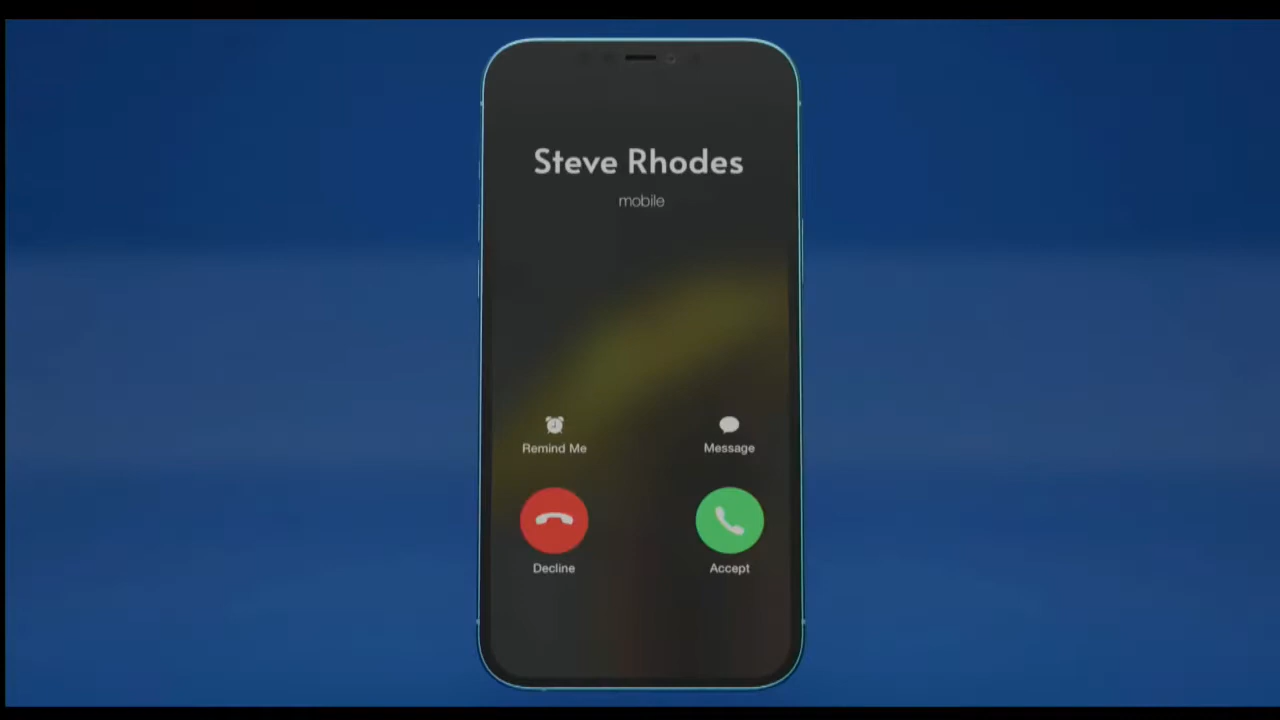 Steve Rhodes
mobile
Remind Me
Message
Decline
Accept